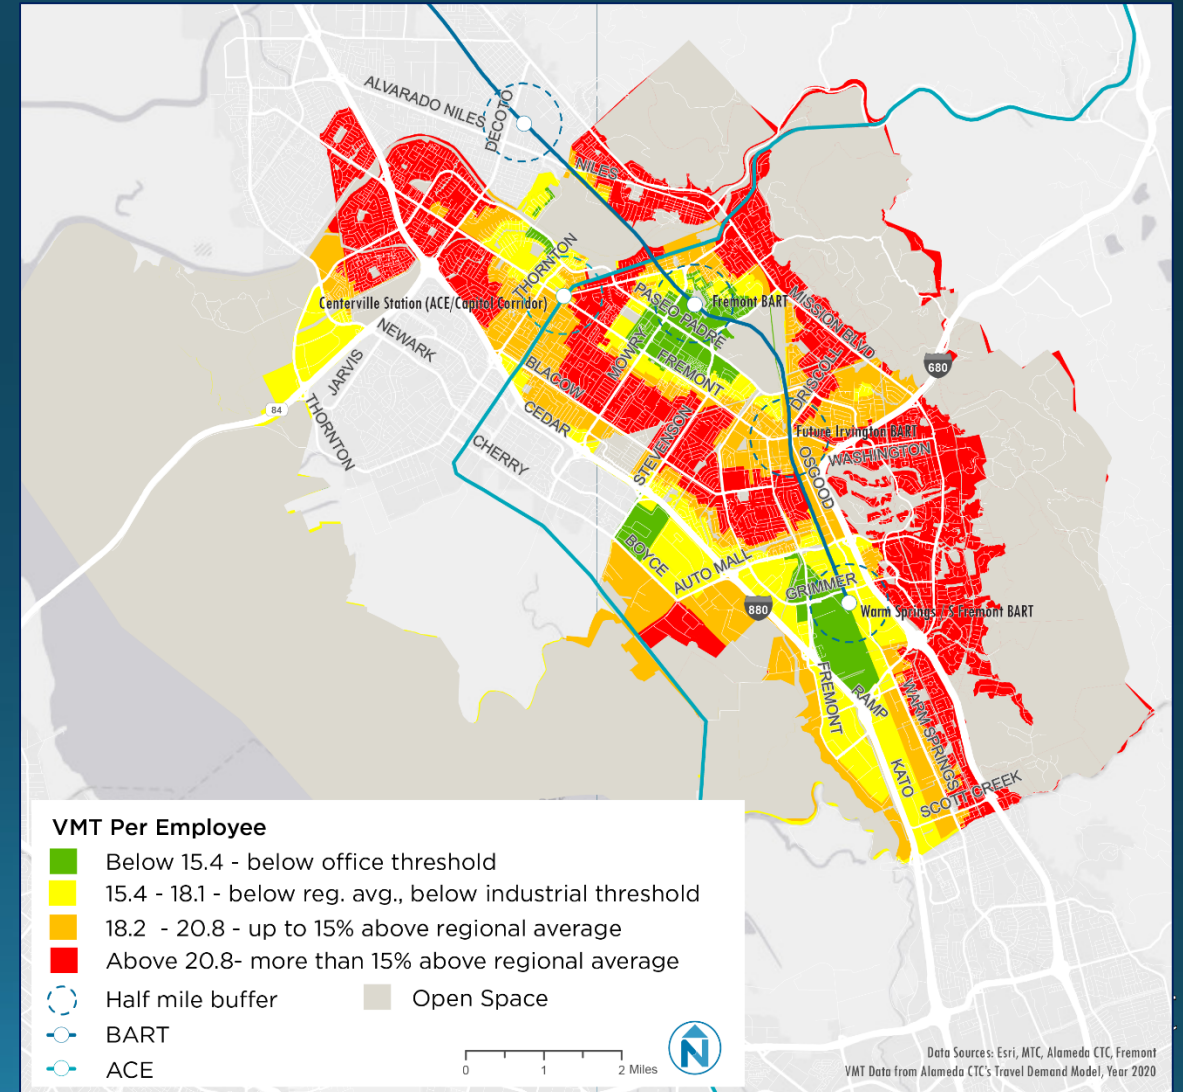 ALVARADO NILES
DECOTO
NILES
THORNTON
Centerville Station (ACE/Capitol Corridor)
PASEO PADRE
Fremont BART
MISSION BLVD
NEWARK
JARVIS
MOWRY
FREMONT
DRISCOLL
680
84
THORNTON
BLACOW
CEDAR
CHERRY
STEVENSON
Future Irvington BART
WASHINGTON
OSGOOD
BOYCE
AUTO MALL
GRIMMER
880
Warm Springs / S Fremont BART
FREMONT
RAMP
WARM SPRINGS
KATO
SCOTT CREEK
VMT Per Employee
Below 15.4 - below office threshold
15.4 - 18.1 - below reg. avg., below industrial threshold
18.2 - 20.8 - up to 15% above regional average
Above 20.8- more than 15% above regional average
Half mile buffer
Open Space
BART
ACE
0 1 2 Miles
N
Data Sources: Esri, MTC, Alameda CTC, Fremont
VMT Data from Alameda CTC's Travel Demand Model, Year 2020